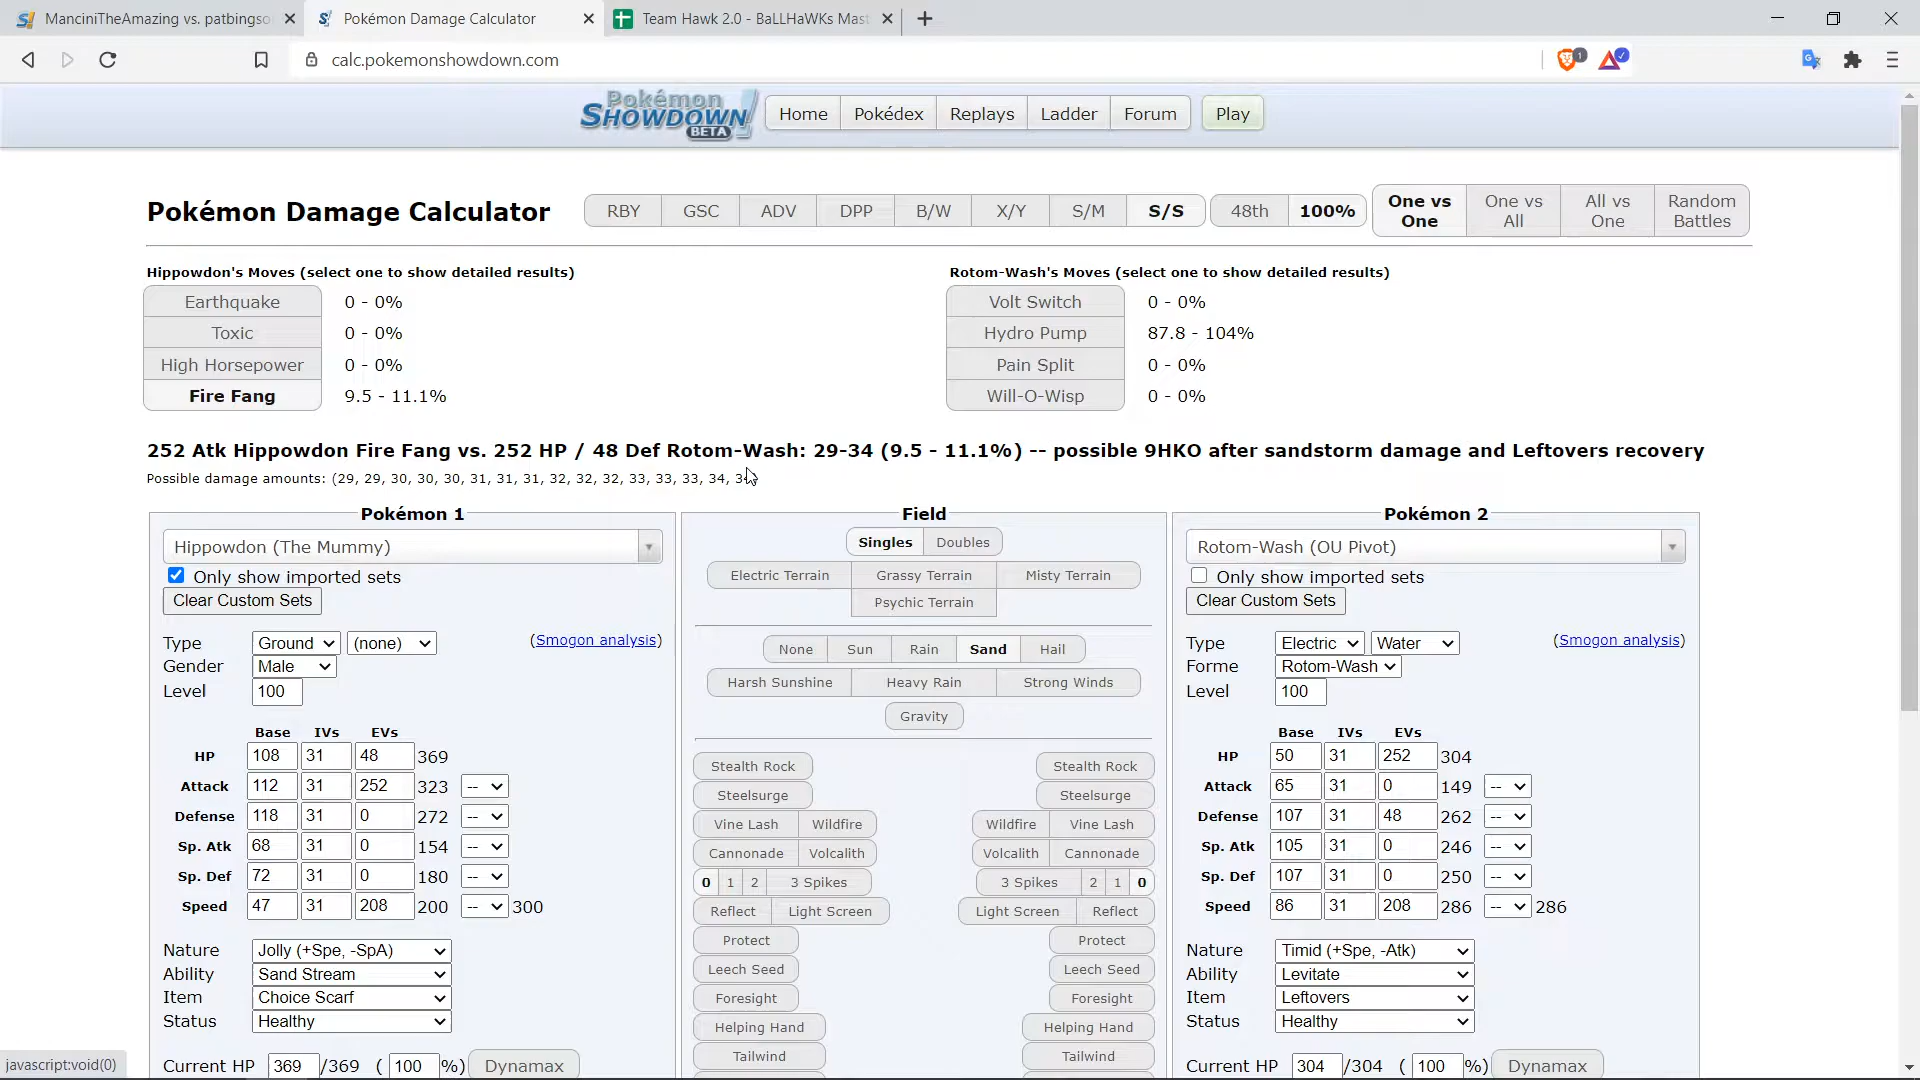 MancíniTheAmazing vs. patbingso
Pokémon Damage Calculator
Team Hawk 2.0 - BaLLHaWKs Mast
calc.pokemonshowdown.com
Pokémon
SHOWDOWN!
BETA
Home
Pokédex
Replays
Ladder
Forum
Play
Pokémon Damage Calculator
RBY
GSC
ADV
DPP
B/W
X/Y
S/M
S/S
48th
100%
One vs One
One vs All
All vs One
Random Battles
Hippowdon's Moves (select one to show detailed results)
Earthquake 0 - 0%
Toxic 0 - 0%
High Horsepower 0 - 0%
Fire Fang 9.5 - 11.1%
Rotom-Wash's Moves (select one to show detailed results)
Volt Switch 0 - 0%
Hydro Pump 87.8 - 104%
Pain Split 0 - 0%
Will-O-Wisp 0 - 0%
252 Atk Hippowdon Fire Fang vs. 252 HP / 48 Def Rotom-Wash: 29-34 (9.5 - 11.1%) -- possible 9HKO after sandstorm damage and Leftovers recovery
Possible damage amounts: (29, 29, 30, 30, 30, 31, 31, 31, 32, 32, 32, 33, 33, 33, 34,
Pokémon 1
Hippowdon (The Mummy)
Only show imported sets
Clear Custom Sets
Type Ground (none) (Smogon analysis)
Gender Male
Level 100
Base IVs EVs
HP 108 31 48 369
Attack 112 31 252 323 --
Defense 118 31 0 272 --
Sp. Atk 68 31 0 154 --
Sp. Def 72 31 0 180 --
Speed 47 31 208 200 -- 300
Nature Jolly (+Spe, -SpA)
Ability Sand Stream
Item Choice Scarf
Status Healthy
Current HP 369 /369 ( 100 %) Dynamax
Field
Singles Doubles
Electric Terrain Grassy Terrain Misty Terrain
Psychic Terrain
None Sun Rain Sand Hail
Harsh Sunshine Heavy Rain Strong Winds
Gravity
Stealth Rock Stealth Rock
Steelsurge Steelsurge
Vine Lash Wildfire Wildfire Vine Lash
Cannonade Volcalith Volcalith Cannonade
0 1 2 3 Spikes 3 Spikes 2 1 0
Reflect Light Screen Light Screen Reflect
Protect Protect
Leech Seed Leech Seed
Foresight Foresight
Helping Hand Helping Hand
Tailwind Tailwind
Pokémon 2
Rotom-Wash (OU Pivot)
Only show imported sets
Clear Custom Sets
Type Electric Water (Smogon analysis)
Forme Rotom-Wash
Level 100
Base IVs EVs
HP 50 31 252 304
Attack 65 31 0 149 --
Defense 107 31 48 262 --
Sp. Atk 105 31 0 246 --
Sp. Def 107 31 0 250 --
Speed 86 31 208 286 -- 286
Nature Timid (+Spe, -Atk)
Ability Levitate
Item Leftovers
Status Healthy
Current HP 304 /304 ( 100 %) Dynamax
javascript:void(0)